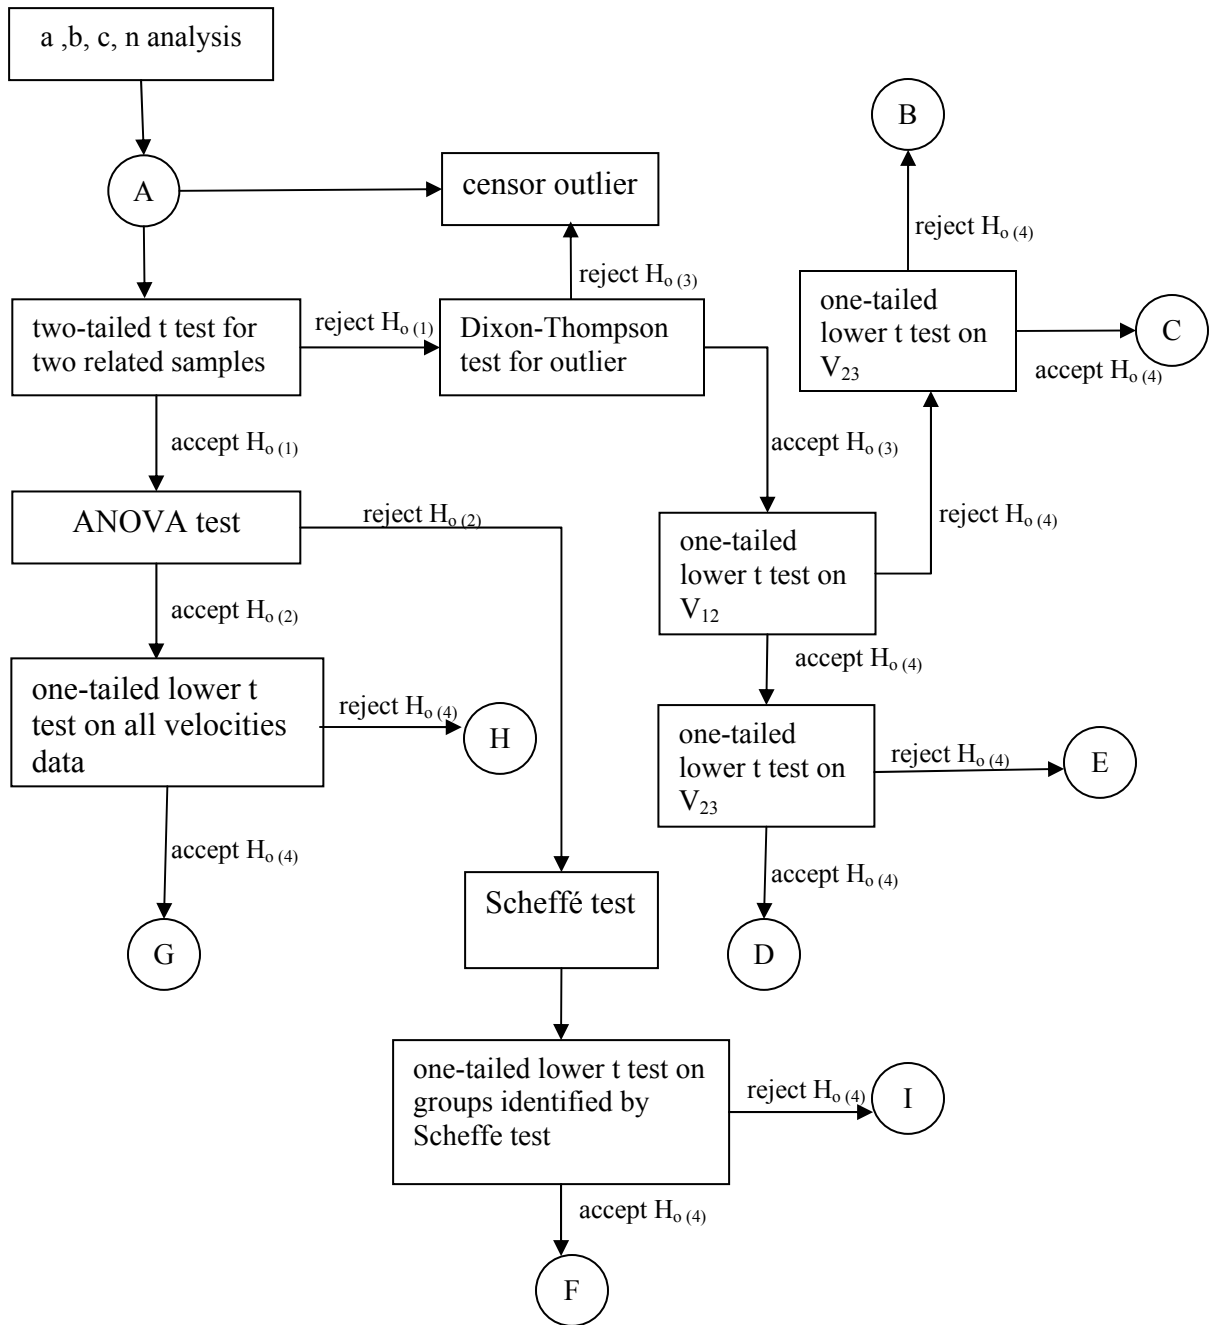 a ,b, c, n analysis
B
A
censor outlier
reject Ho (4)
reject Ho (3)
one-tailed
lower t test on
V23
C
two-tailed t test for
two related samples
reject Ho (1)
Dixon-Thompson
test for outlier
accept Ho (4)
accept Ho (1)
accept Ho (3)
ANOVA test
reject Ho (2)
reject Ho (4)
one-tailed
lower t test on
V12
accept Ho (2)
accept Ho (4)
one-tailed lower t
test on all velocities
data
reject Ho (4)
H
one-tailed
lower t test on
V23
reject Ho (4)
E
accept Ho (4)
accept Ho (4)
Scheffé test
G
D
one-tailed lower t test on
groups identified by
Scheffe test
reject Ho (4)
I
accept Ho (4)
F